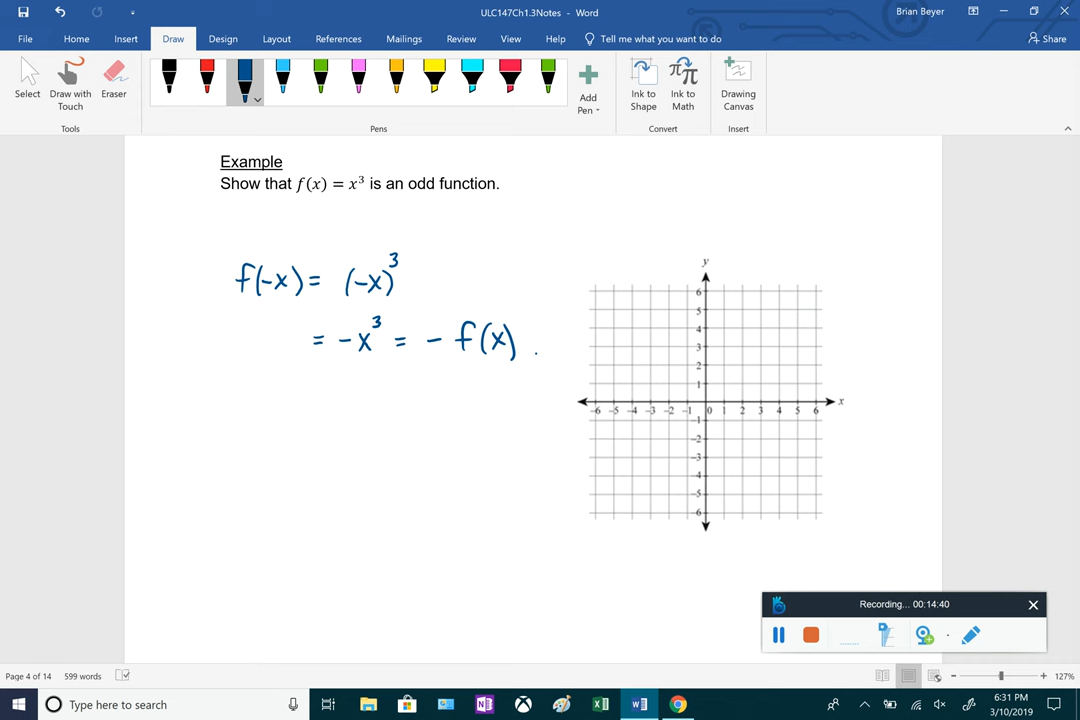 ULC147Ch1.3Notes - Word
Brian Beyer
File Home Insert Draw Design Layout References Mailings Review View Help Tell me what you want to do Share
Select Draw with Touch Eraser Add Pen Ink to Shape Ink to Math Drawing Canvas
Tools Pens Convert Insert
Example
Show that f(x) = x³ is an odd function.
f(-x) = (-x)³
= -x³ = - f(x) .
y
6
5
4
3
2
1
-6 -5 -4 -3 -2 -1 0 1 2 3 4 5 6 x
-1
-2
-3
-4
-5
-6
Recording... 00:14:40
Page 4 of 14 599 words 127%
Type here to search
6:31 PM
3/10/2019